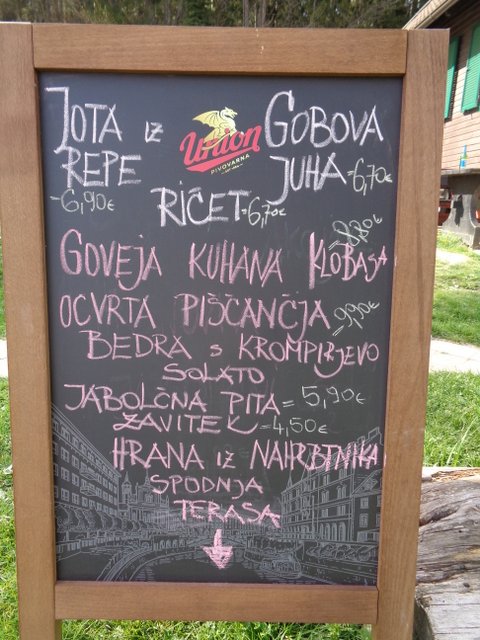 JOTA IZ
REPE
-6,90€
Union
PIVOVARNA
GOBOVA
JUHA-6,70€
RIČET-6,70€
GOVEJA KUHANA KLOBASA
-8,80€
OCVRTA PIŠČANČJA
-9,90€
BEDRA S KROMPIRJEVO
SOLATO
JABOLČNA PITA = 5,90€
ZAVITEK -4,50€
HRANA IZ NAHRBTNIKA
SPODNJA
TERASA